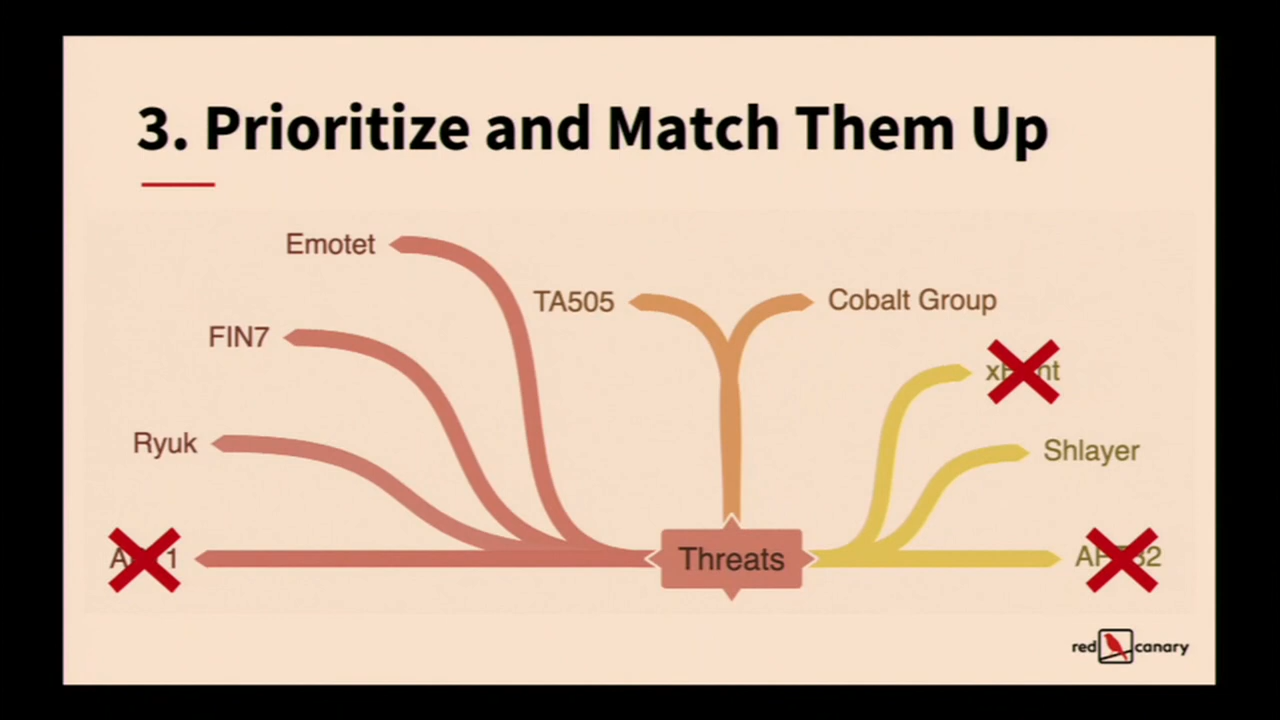 3. Prioritize and Match Them Up
Emotet
TA505
Cobalt Group
FIN7
Ryuk
Shlayer
Threats
red canary